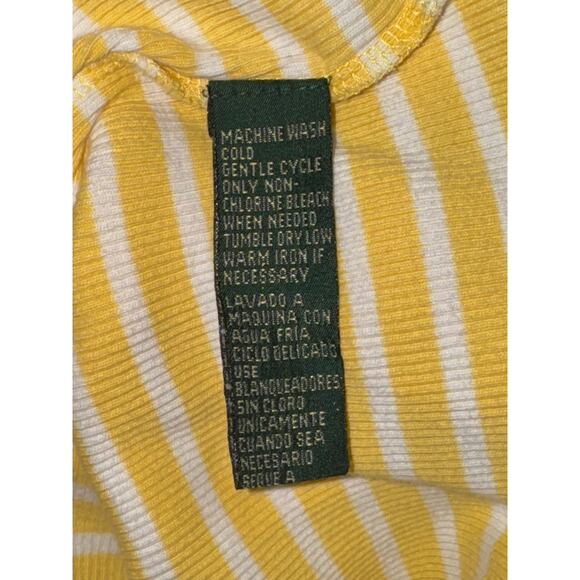 MACHINE WASH
COLD
GENTLE CYCLE
ONLY NON-
CHLORINE BLEACH
WHEN NEEDED
TUMBLE DRY LOW
WARM IRON IF
NECESSARY
LAVADO A
MAQUINA CON
AGUA FRIA
CICLO DELICADO
USE
BLANQUEADORES
SIN CLORO
UNICAMENTE
CUANDO SEA
NECESARIO
SEQUE A